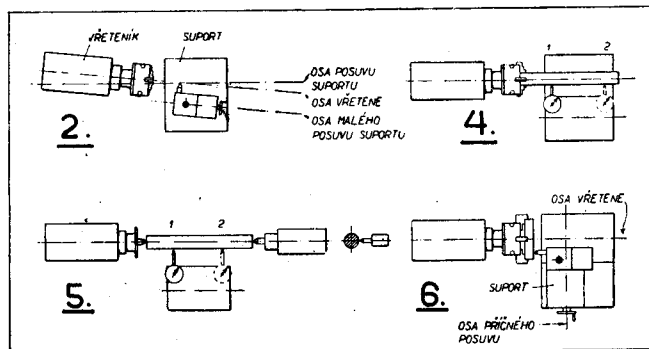 VŘETENÍK
SUPORT
OSA POSUVU
SUPORTU
OSA VŘETENE
OSA MALÉHO
POSUVU SUPORTU
2.
1 2
4.
1 2
5.
OSA VŘETENE
SUPORT
6.
OSA PŘÍČNÉHO
POSUVU